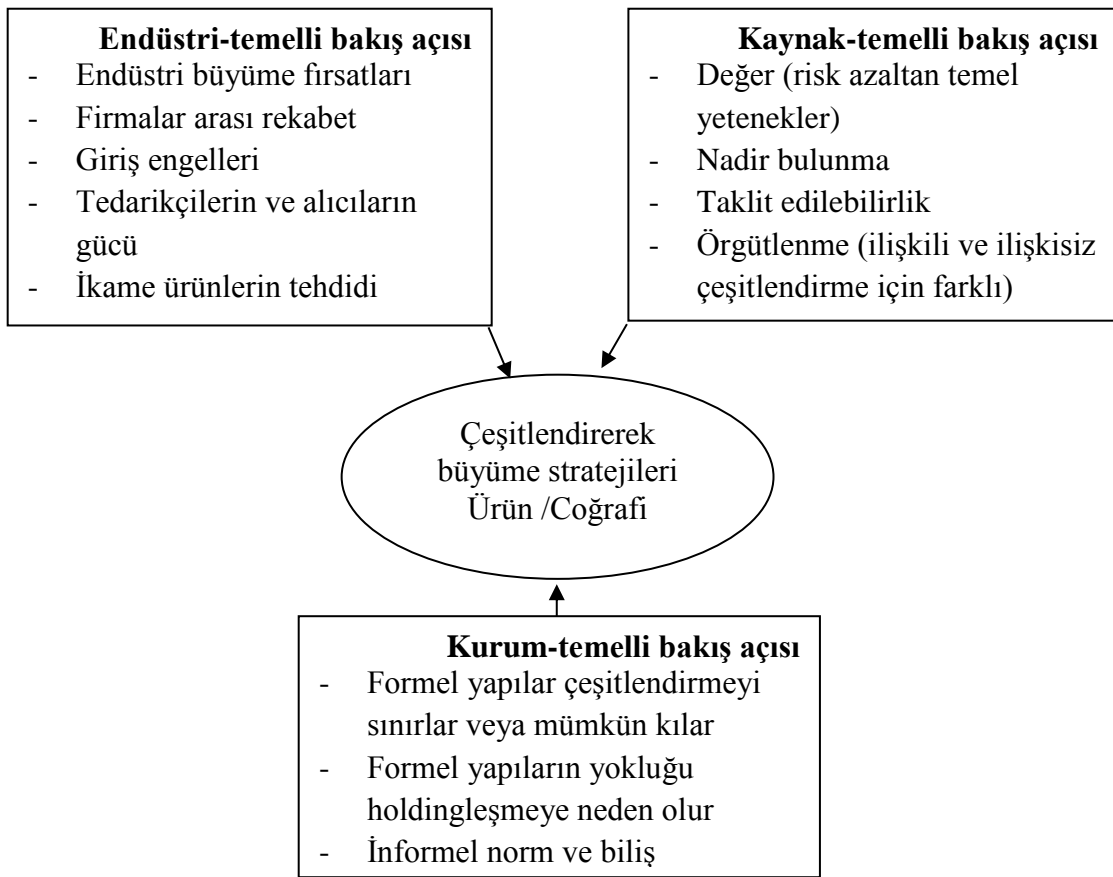 Endüstri-temelli bakış açısı
- Endüstri büyüme fırsatları
- Firmalar arası rekabet
- Giriş engelleri
- Tedarikçilerin ve alıcıların
gücü
- İkame ürünlerin tehdidi
Kaynak-temelli bakış açısı
- Değer (risk azaltan temel
yetenekler)
- Nadir bulunma
- Taklit edilebilirlik
- Örgütlenme (ilişkili ve ilişkisiz
çeşitlendirme için farklı)
Çeşitlendirerek
büyüme stratejileri
Ürün /Coğrafi
Kurum-temelli bakış açısı
- Formel yapılar çeşitlendirmeyi
sınırlar veya mümkün kılar
- Formel yapıların yokluğu
holdingleşmeye neden olur
- İnformel norm ve biliş